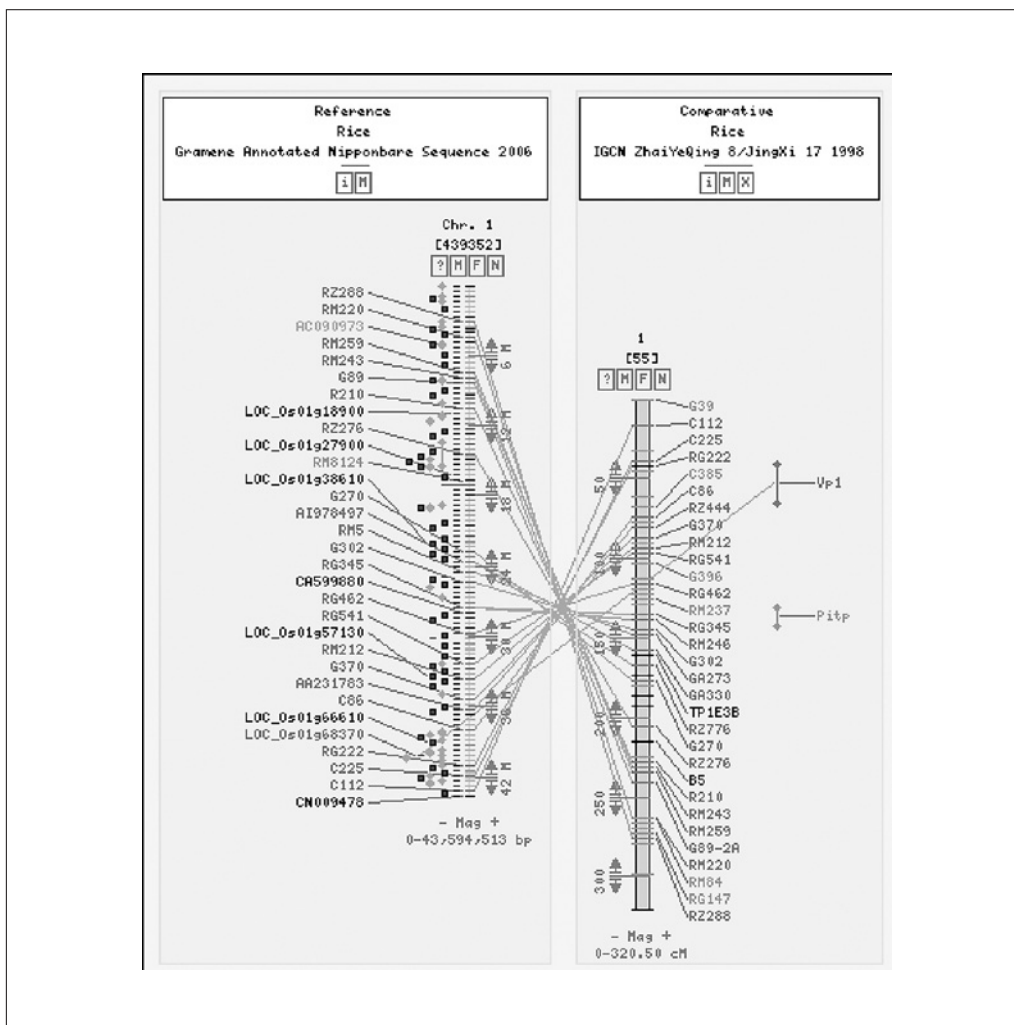 Reference
Rice
Gramene Annotated Nipponbare Sequence 2006
i M
Chr. 1
[439352]
? M F N
RZ288
RM220
AC090973
RM259
RM243
G89
R210
LOC_Os01g18900
RZ276
LOC_Os01g27900
RM8124
LOC_Os01g38610
G270
AI978497
RM5
G302
RG345
CA599880
RG462
RG541
LOC_Os01g57130
RM212
G370
AA231783
C86
LOC_Os01g66610
LOC_Os01g68370
RG222
C225
C112
CN009478
6 M
12 M
18 M
24 M
30 M
36 M
42 M
- Mag +
0-43,594,513 bp
Comparative
Rice
IGCN ZhaiYeQing 8/JingXi 17 1998
i M X
1
[55]
? M F N
50
100
150
200
250
300
G39
C112
C225
RG222
C385
C86
RZ444
G370
RM212
RG541
G396
RG462
RM237
RG345
RM246
G302
GA273
GA330
TP1E3B
RZ776
G270
RZ276
B5
R210
RM243
RM259
G89-2A
RM220
RM84
RG147
RZ288
Vp1
Pitp
- Mag +
0-320.50 cM